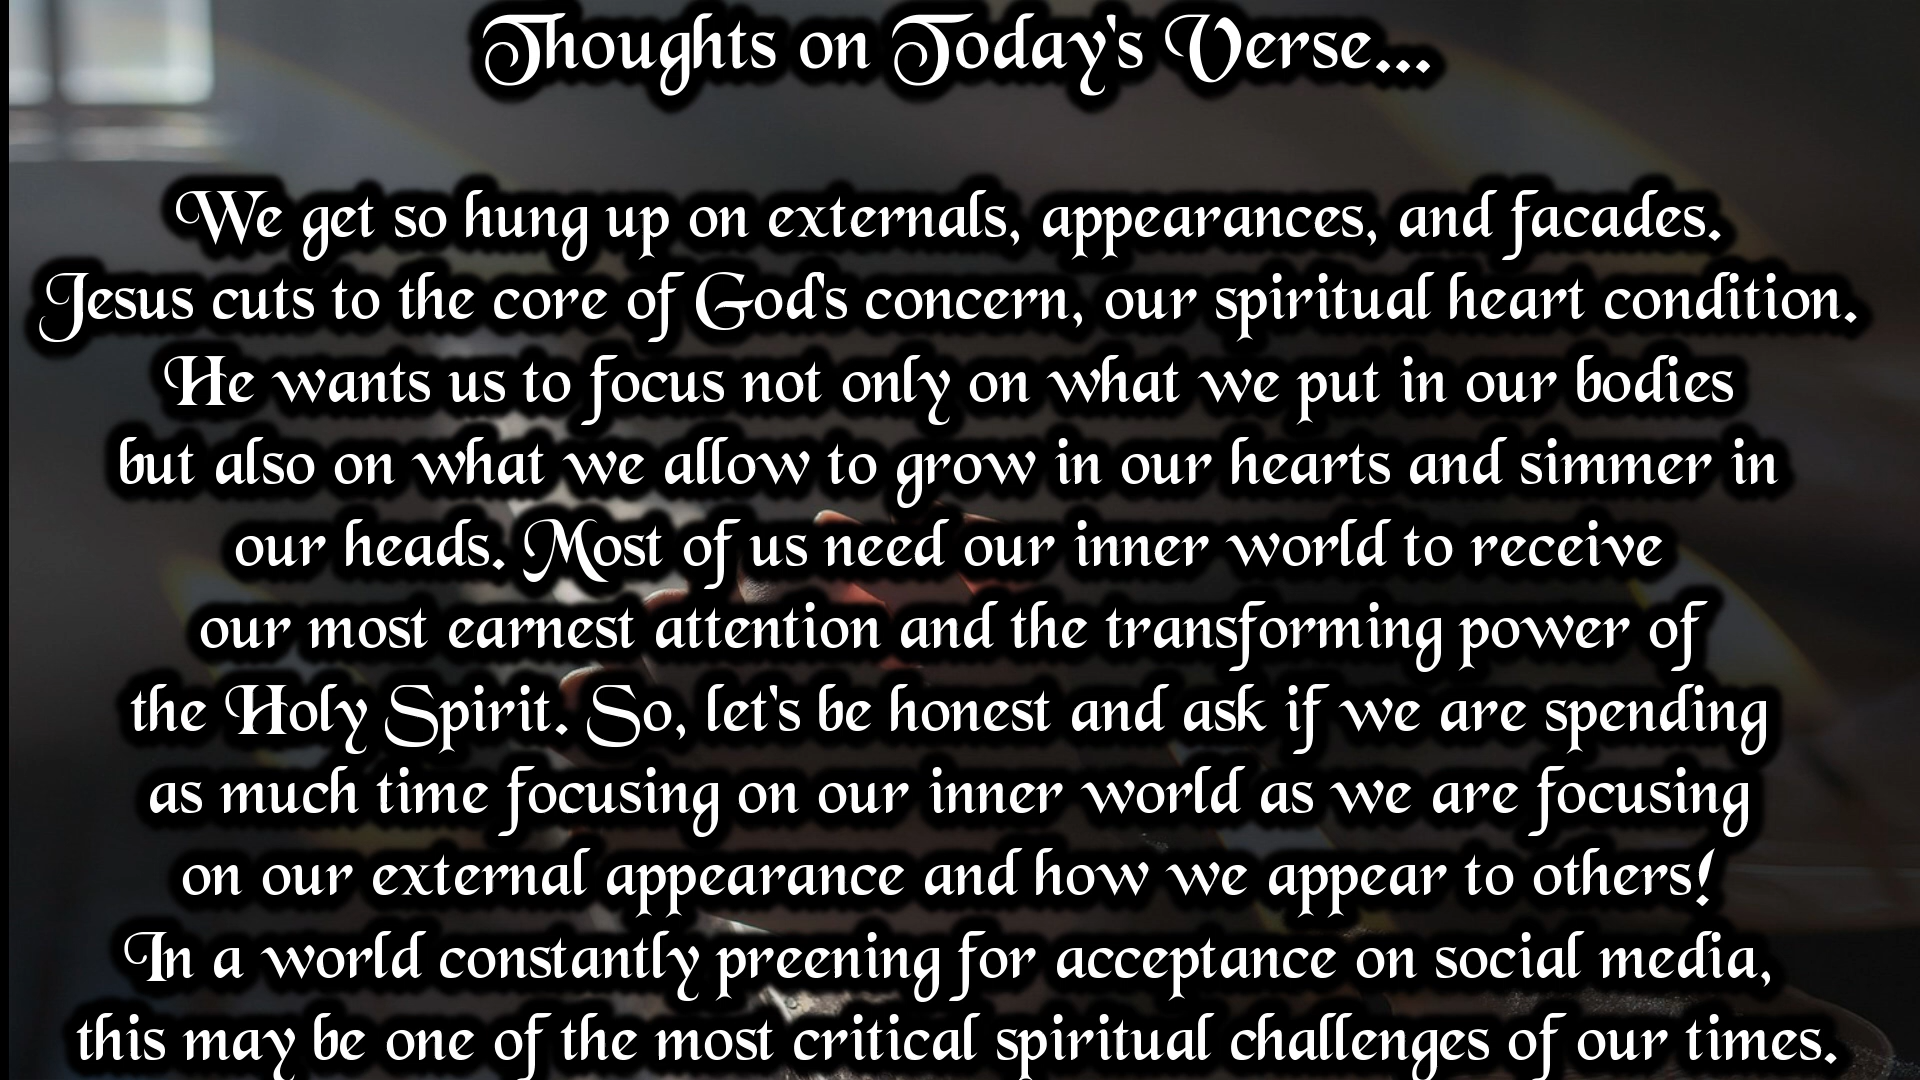 Thoughts on Today's Verse...
We get so hung up on externals, appearances, and facades.
Jesus cuts to the core of God's concern, our spiritual heart condition.
He wants us to focus not only on what we put in our bodies
but also on what we allow to grow in our hearts and simmer in
our heads. Most of us need our inner world to receive
our most earnest attention and the transforming power of
the Holy Spirit. So, let's be honest and ask if we are spending
as much time focusing on our inner world as we are focusing
on our external appearance and how we appear to others!
In a world constantly preening for acceptance on social media,
this may be one of the most critical spiritual challenges of our times.